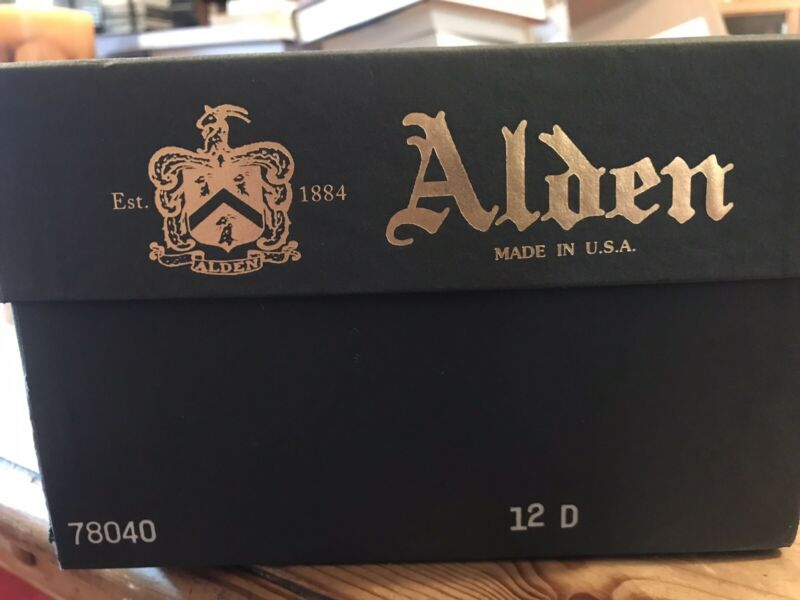 Est. 1884
ALDEN
Alden
MADE IN U.S.A.
78040
12 D